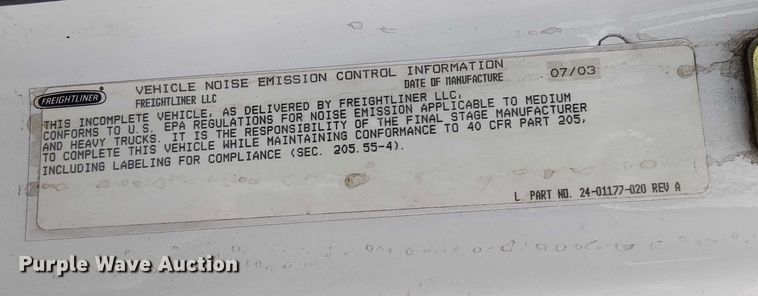 FREIGHTLINER
VEHICLE NOISE EMISSION CONTROL INFORMATION
FREIGHTLINER LLC
DATE OF MANUFACTURE
07/03
THIS INCOMPLETE VEHICLE, AS DELIVERED BY FREIGHTLINER LLC,
CONFORMS TO U.S. EPA REGULATIONS FOR NOISE EMISSION APPLICABLE TO MEDIUM
AND HEAVY TRUCKS. IT IS THE RESPONSIBILITY OF THE FINAL STAGE MANUFACTURER
TO COMPLETE THIS VEHICLE WHILE MAINTAINING CONFORMANCE TO 40 CFR PART 205,
INCLUDING LABELING FOR COMPLIANCE (SEC. 205.55-4).
L PART NO. 24-01177-020 REV A
Purple Wave Auction